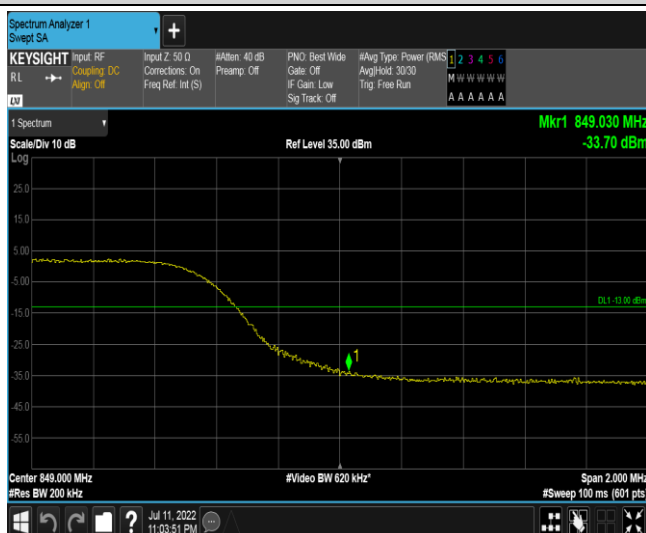 Spectrum Analyzer 1
Swept SA
+
KEYSIGHT
RL
LXI
Input: RF
Coupling: DC
Align: Off
Input Z: 50 Ω
Corrections: On
Freq Ref: Int (S)
#Atten: 40 dB
Preamp: Off
PNO: Best Wide
Gate: Off
IF Gain: Low
Sig Track: Off
#Avg Type: Power (RMS
Avg|Hold: 30/30
Trig: Free Run
1 2 3 4 5 6
M W W W W W
A A A A A A
1 Spectrum
Mkr1 849.030 MHz
Scale/Div 10 dB
Ref Level 35.00 dBm
-33.70 dBm
Log
25.0
15.0
5.00
-5.00
DL1 -13.00 dBm
-15.0
-25.0
1
-35.0
-45.0
-55.0
Center 849.000 MHz
#Video BW 620 kHz*
Span 2.000 MHz
#Res BW 200 kHz
#Sweep 100 ms (601 pts)
?
Jul 11, 2022
11:03:51 PM